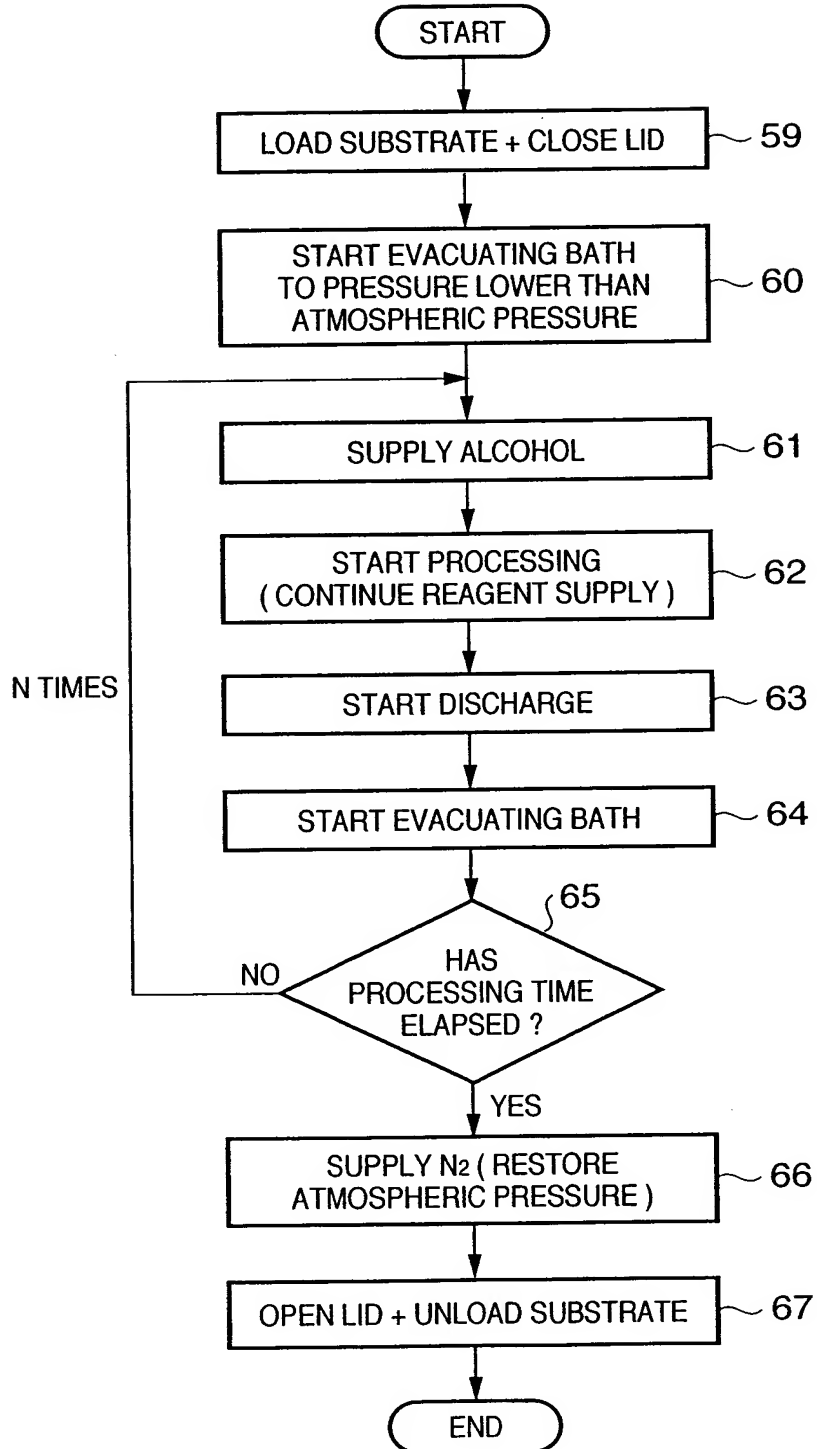 START
LOAD SUBSTRATE + CLOSE LID
59
START EVACUATING BATH
TO PRESSURE LOWER THAN
ATMOSPHERIC PRESSURE
60
SUPPLY ALCOHOL
61
START PROCESSING
( CONTINUE REAGENT SUPPLY )
62
N TIMES
START DISCHARGE
63
START EVACUATING BATH
64
65
HAS
PROCESSING TIME
ELAPSED ?
NO
YES
SUPPLY N2 ( RESTORE
ATMOSPHERIC PRESSURE )
66
OPEN LID + UNLOAD SUBSTRATE
67
END